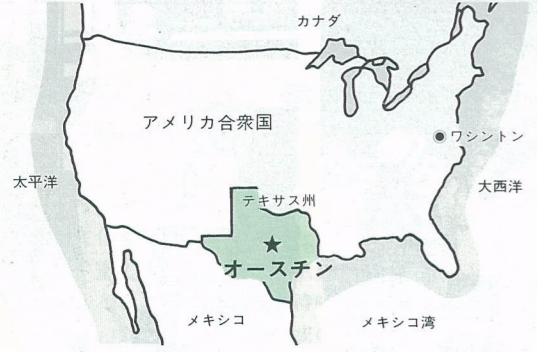 カナダ
アメリカ合衆国
ワシントン
太平洋
大西洋
テキサス州
オースチン
メキシコ
メキシコ湾